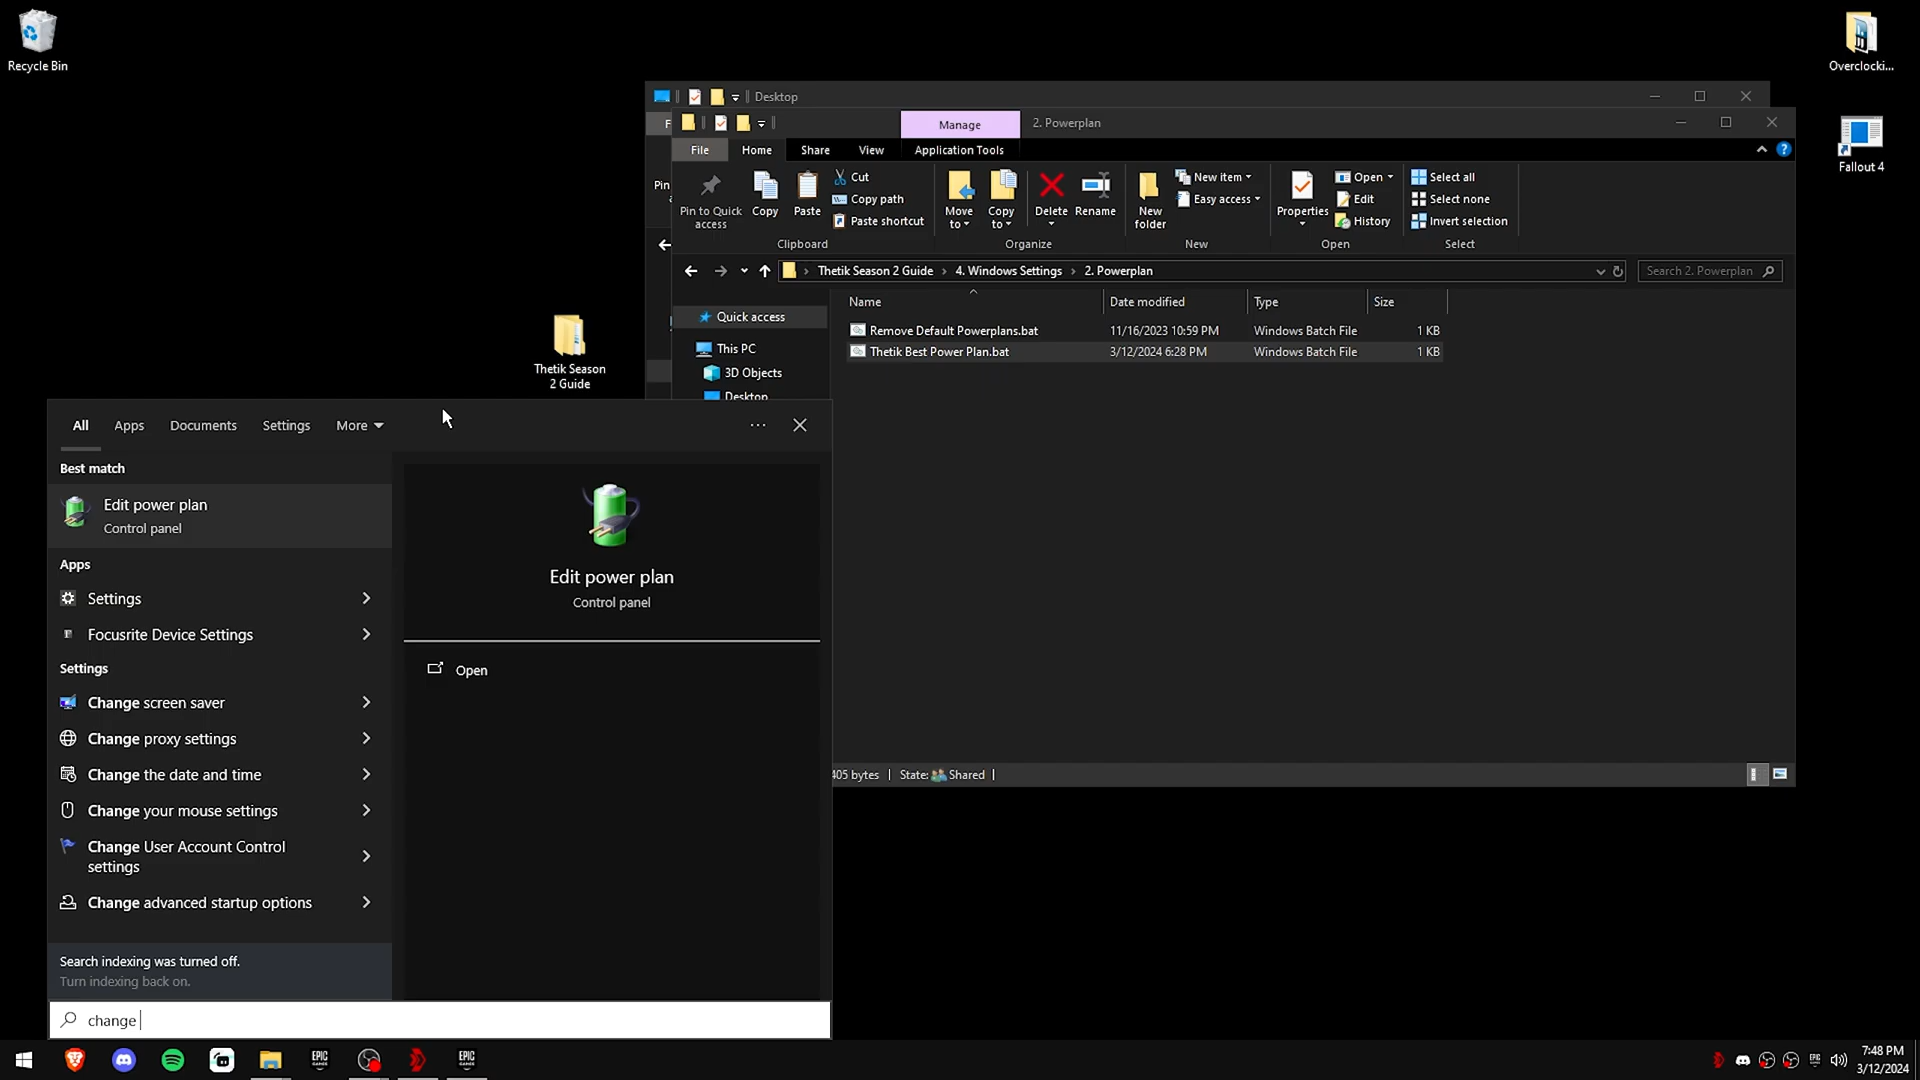 Recycle Bin
Overclocki...
Fallout 4
Desktop
Manage
2. Powerplan
File
Home
Share
View
Application Tools
Pin to Quick
access
Copy
Paste
Cut
Copy path
Paste shortcut
Clipboard
Move
to
Copy
to
Delete
Rename
Organize
New
folder
New item
Easy access
New
Properties
Open
Edit
History
Open
Select all
Select none
Invert selection
Select
F
Pin
Thetik Season 2 Guide › 4. Windows Settings › 2. Powerplan
Search 2. Powerplan
Name
Date modified
Type
Size
Quick access
This PC
3D Objects
Desktop
Remove Default Powerplans.bat 11/16/2023 10:59 PM Windows Batch File 1 KB
Thetik Best Power Plan.bat 3/12/2024 6:28 PM Windows Batch File 1 KB
405 bytes
State: Shared
Thetik Season
2 Guide
All
Apps
Documents
Settings
More
Best match
Edit power plan
Control panel
Apps
Settings
Focusrite Device Settings
Settings
Change screen saver
Change proxy settings
Change the date and time
Change your mouse settings
Change User Account Control
settings
Change advanced startup options
Search indexing was turned off.
Turn indexing back on.
change
Edit power plan
Control panel
Open
EPIC
GAMES
EPIC
GAMES
7:48 PM
3/12/2024